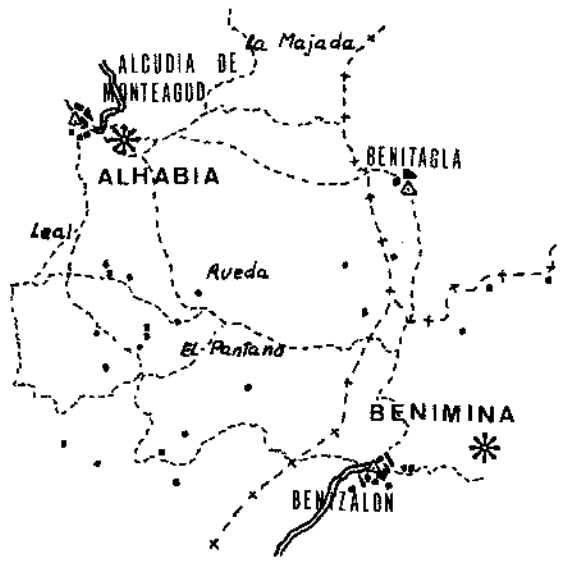 la Majada
ALCUDIA DE
MONTEAGUD
BENITAGLA
ALHABIA
Leal
Aveda
EL-Pantano
BENIMINA
BENIZALON